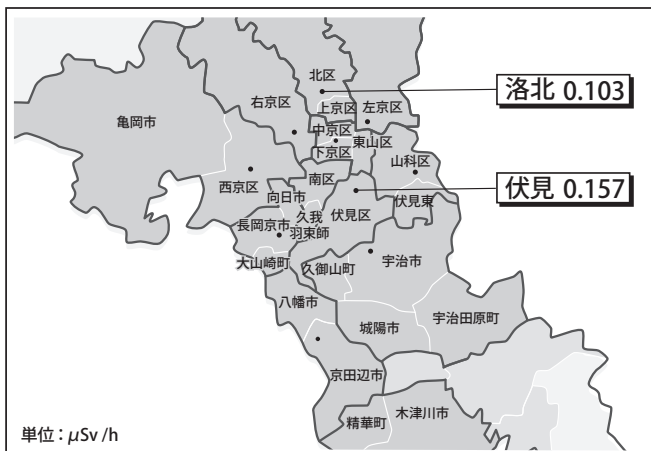 北区
洛北 0.103
右京区
上京区
左京区
亀岡市
中京区
東山区
下京区
山科区
南区
西京区
伏見 0.157
向日市
伏見東
久我
伏見区
長岡京市
羽束師
大山崎町
久御山町
宇治市
八幡市
宇治田原町
城陽市
京田辺市
木津川市
精華町
単位：μSv /h